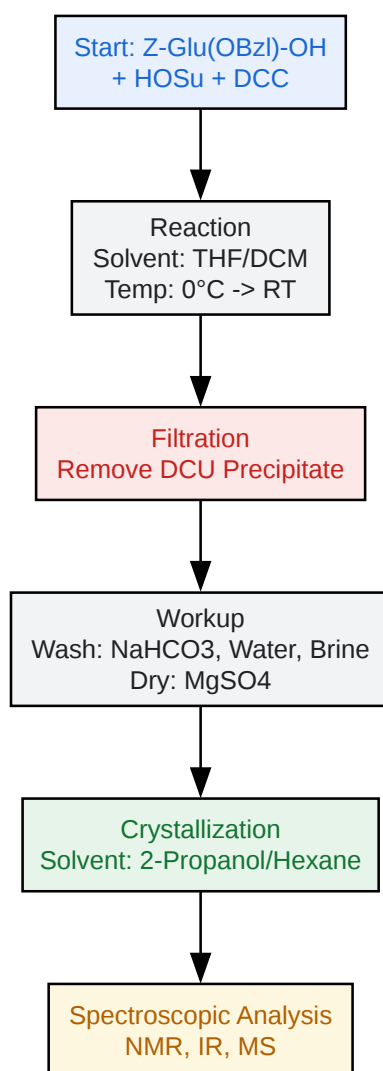 Start: Z-Glu(OBzl)-OH
+ HOSu + DCC
Reaction
Solvent: THF/DCM
Temp: 0°C -> RT
Filtration
Remove DCU Precipitate
Workup
Wash: NaHCO3, Water, Brine
Dry: MgSO4
Crystallization
Solvent: 2-Propanol/Hexane
Spectroscopic Analysis
NMR, IR, MS